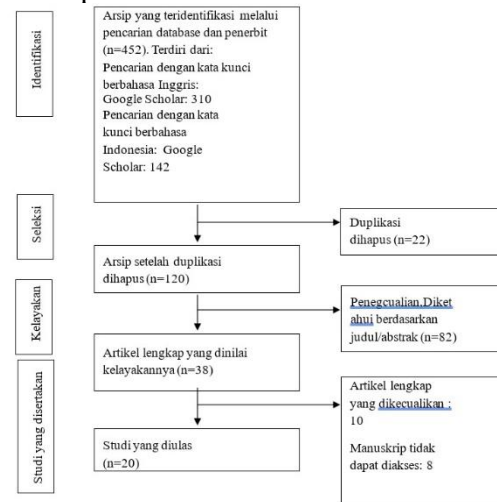 Identifikasi
Arsip yang teridentifikasi melalui
pencarian database dan penerbit
(n=452). Terdiri dari:
Pencarian dengan kata kunci
berbahasa Inggris:
Google Scholar: 310
Pencarian dengan kata
kunci berbahasa
Indonesia: Google
Scholar: 142
Seleksi
Duplikasi
dihapus (n=22)
Arsip setelah duplikasi
dihapus (n=120)
Kelayakan
Penegcualian,Diket
ahui berdasarkan
judul/abstrak (n=82)
Artikel lengkap yang dinilai
kelayakannya (n=38)
Studi yang disertakan
Artikel lengkap
yang dikecualikan :
10
Manuskrip tidak
dapat diakses: 8
Studi yang diulas
(n=20)